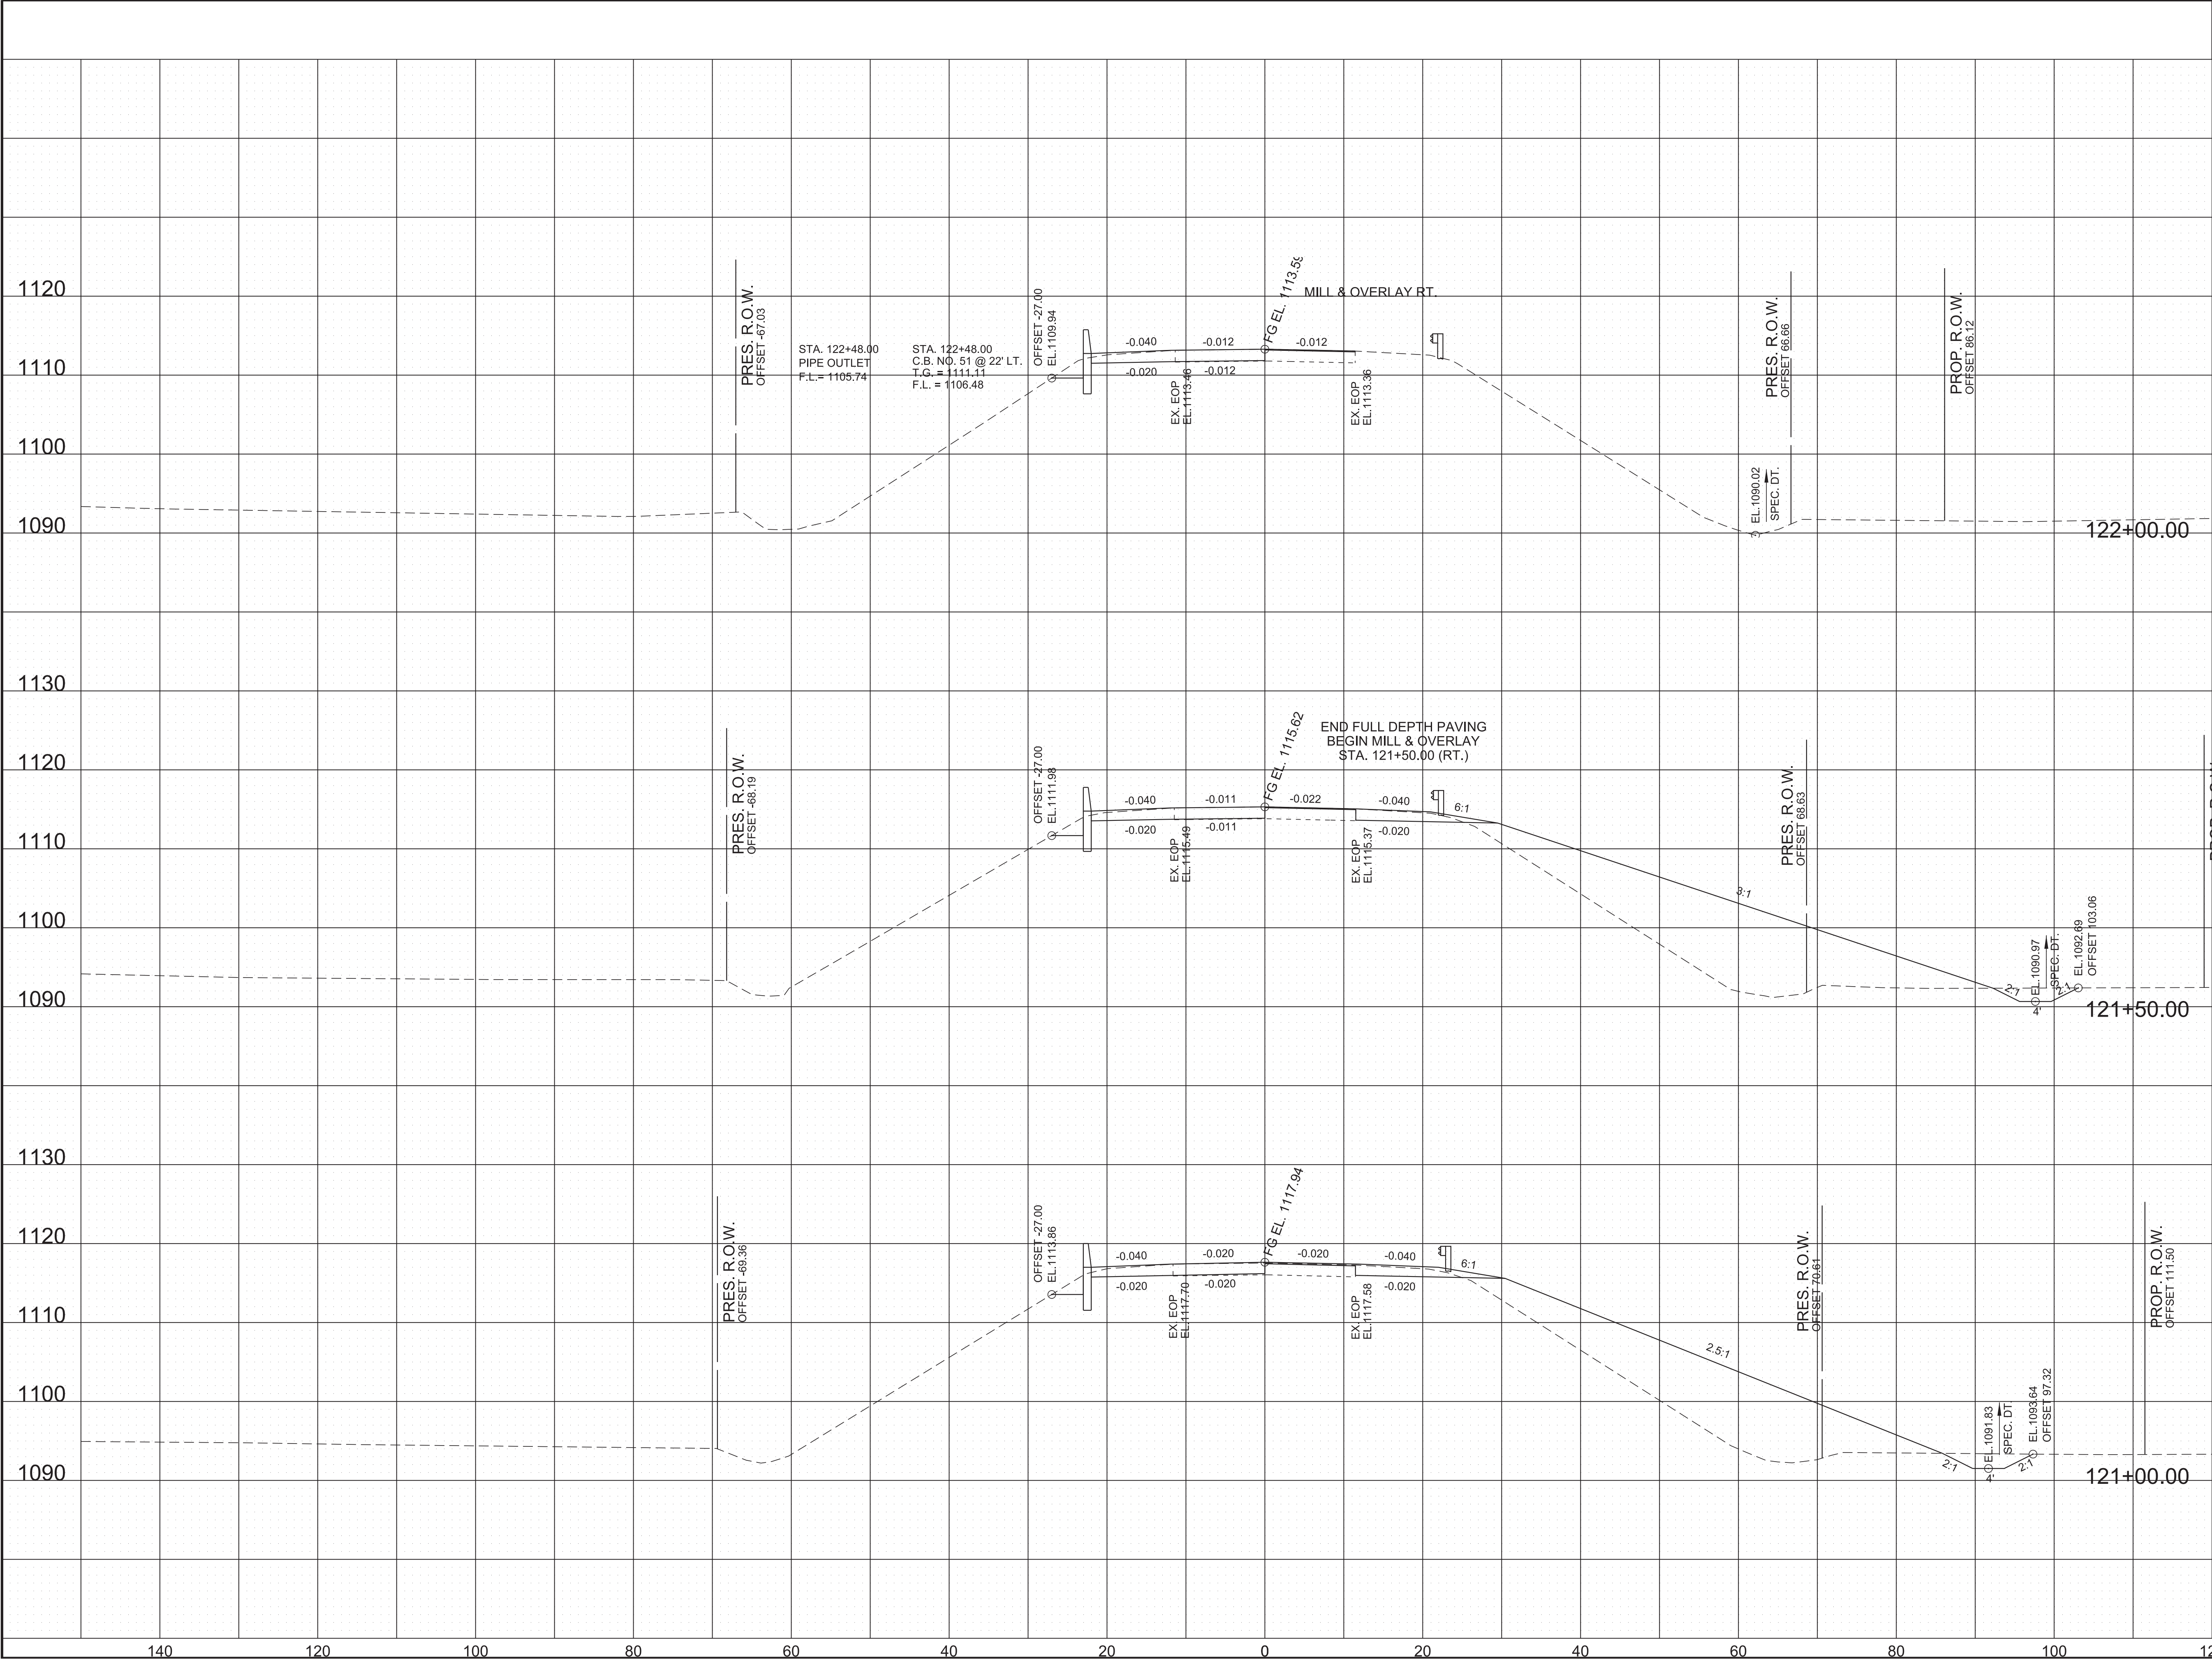 1120
1110
1100
1090
PRES. R.O.W.
OFFSET -67.03
STA. 122+48.00
PIPE OUTLET
F.L.= 1105.74
STA. 122+48.00
C.B. NO. 51 @ 22' LT.
T.G. = 1111.11
F.L. = 1106.48
OFFSET -27.00
EL.1109.94
-0.040
-0.012
-0.012
-0.020
-0.012
EX. EOP
EL.1113.46
FG EL. 1113.59
MILL & OVERLAY RT.
EX. EOP
EL.1113.36
EL.1090.02
SPEC. DT.
PRES. R.O.W.
OFFSET 66.66
PROP. R.O.W.
OFFSET 86.12
122+00.00
1130
1120
1110
1100
1090
PRES. R.O.W.
OFFSET -68.19
OFFSET -27.00
EL.1111.98
-0.040
-0.011
-0.022
-0.040
6:1
-0.020
-0.011
-0.020
EX. EOP
EL.1115.49
FG EL. 1115.62
END FULL DEPTH PAVING
BEGIN MILL & OVERLAY
STA. 121+50.00 (RT.)
EX. EOP
EL.1115.37
PRES. R.O.W.
OFFSET 68.63
3:1
2:1
4'
EL.1090.97
SPEC. DT.
2:1
EL.1092.69
OFFSET 103.06
121+50.00
1130
1120
1110
1100
1090
PRES. R.O.W.
OFFSET -69.36
OFFSET -27.00
EL.1113.86
-0.040
-0.020
-0.020
-0.040
6:1
-0.020
-0.020
-0.020
EX. EOP
EL.1117.70
FG EL. 1117.94
EX. EOP
EL.1117.58
2.5:1
PRES. R.O.W.
OFFSET 70.61
2:1
4'
EL.1091.83
SPEC. DT.
2:1
EL.1093.64
OFFSET 97.32
PROP. R.O.W.
OFFSET 111.50
121+00.00
140 120 100 80 60 40 20 0 20 40 60 80 100